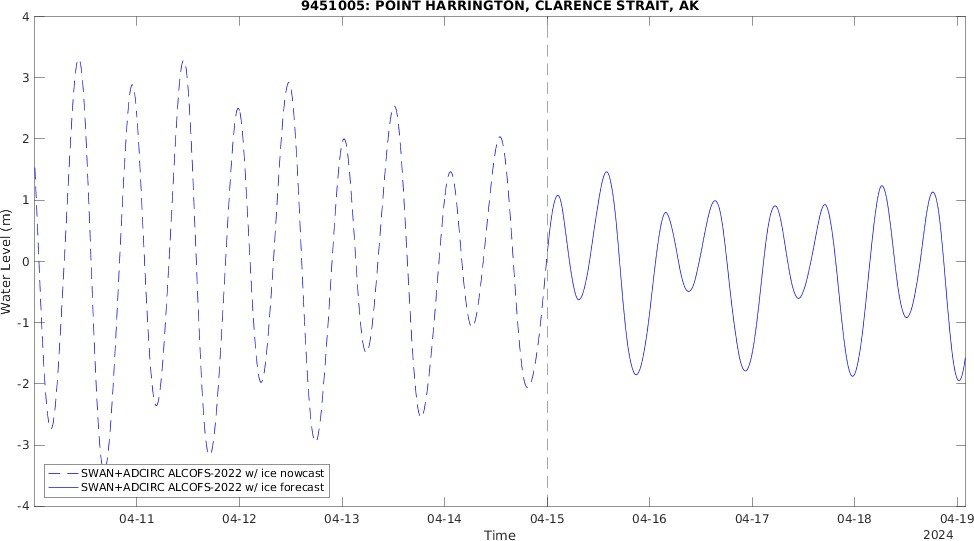 9451005: POINT HARRINGTON, CLARENCE STRAIT, AK
4
3
2
1
0
-1
-2
-3
-4
Water Level (m)
SWAN+ADCIRC ALCOFS-2022 w/ ice nowcast
SWAN+ADCIRC ALCOFS-2022 w/ ice forecast
04-11 04-12 04-13 04-14 04-15 04-16 04-17 04-18 04-19
Time
2024